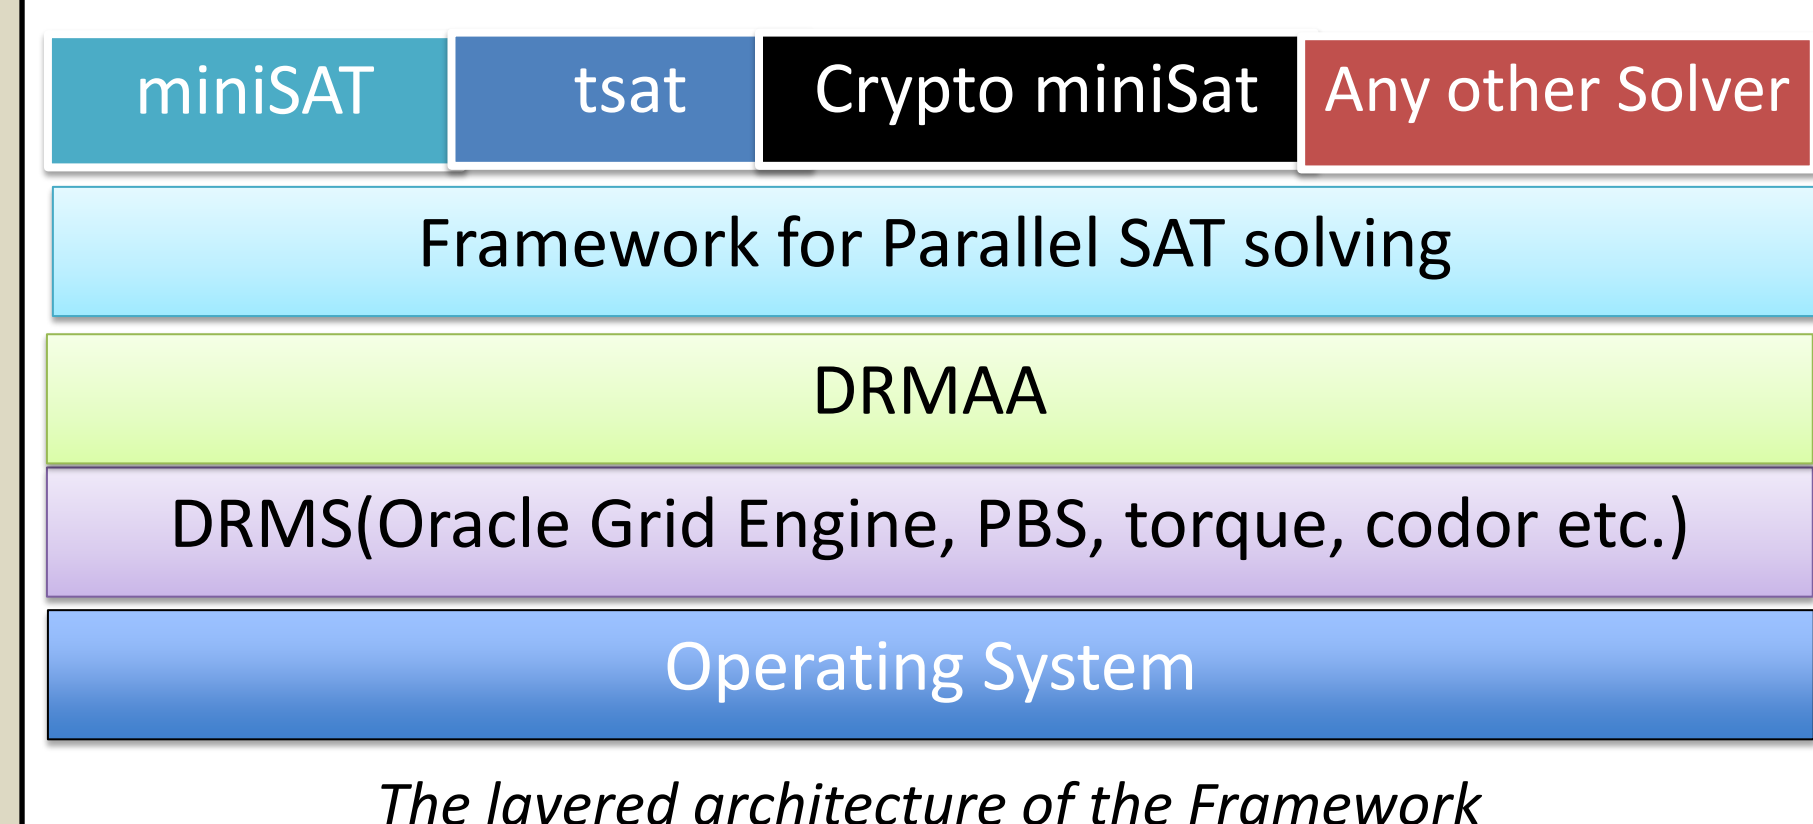 miniSAT tsat Crypto miniSat Any other Solver
Framework for Parallel SAT solving
DRMAA
DRMS(Oracle Grid Engine, PBS, torque, codor etc.)
Operating System
The layered architecture of the Framework